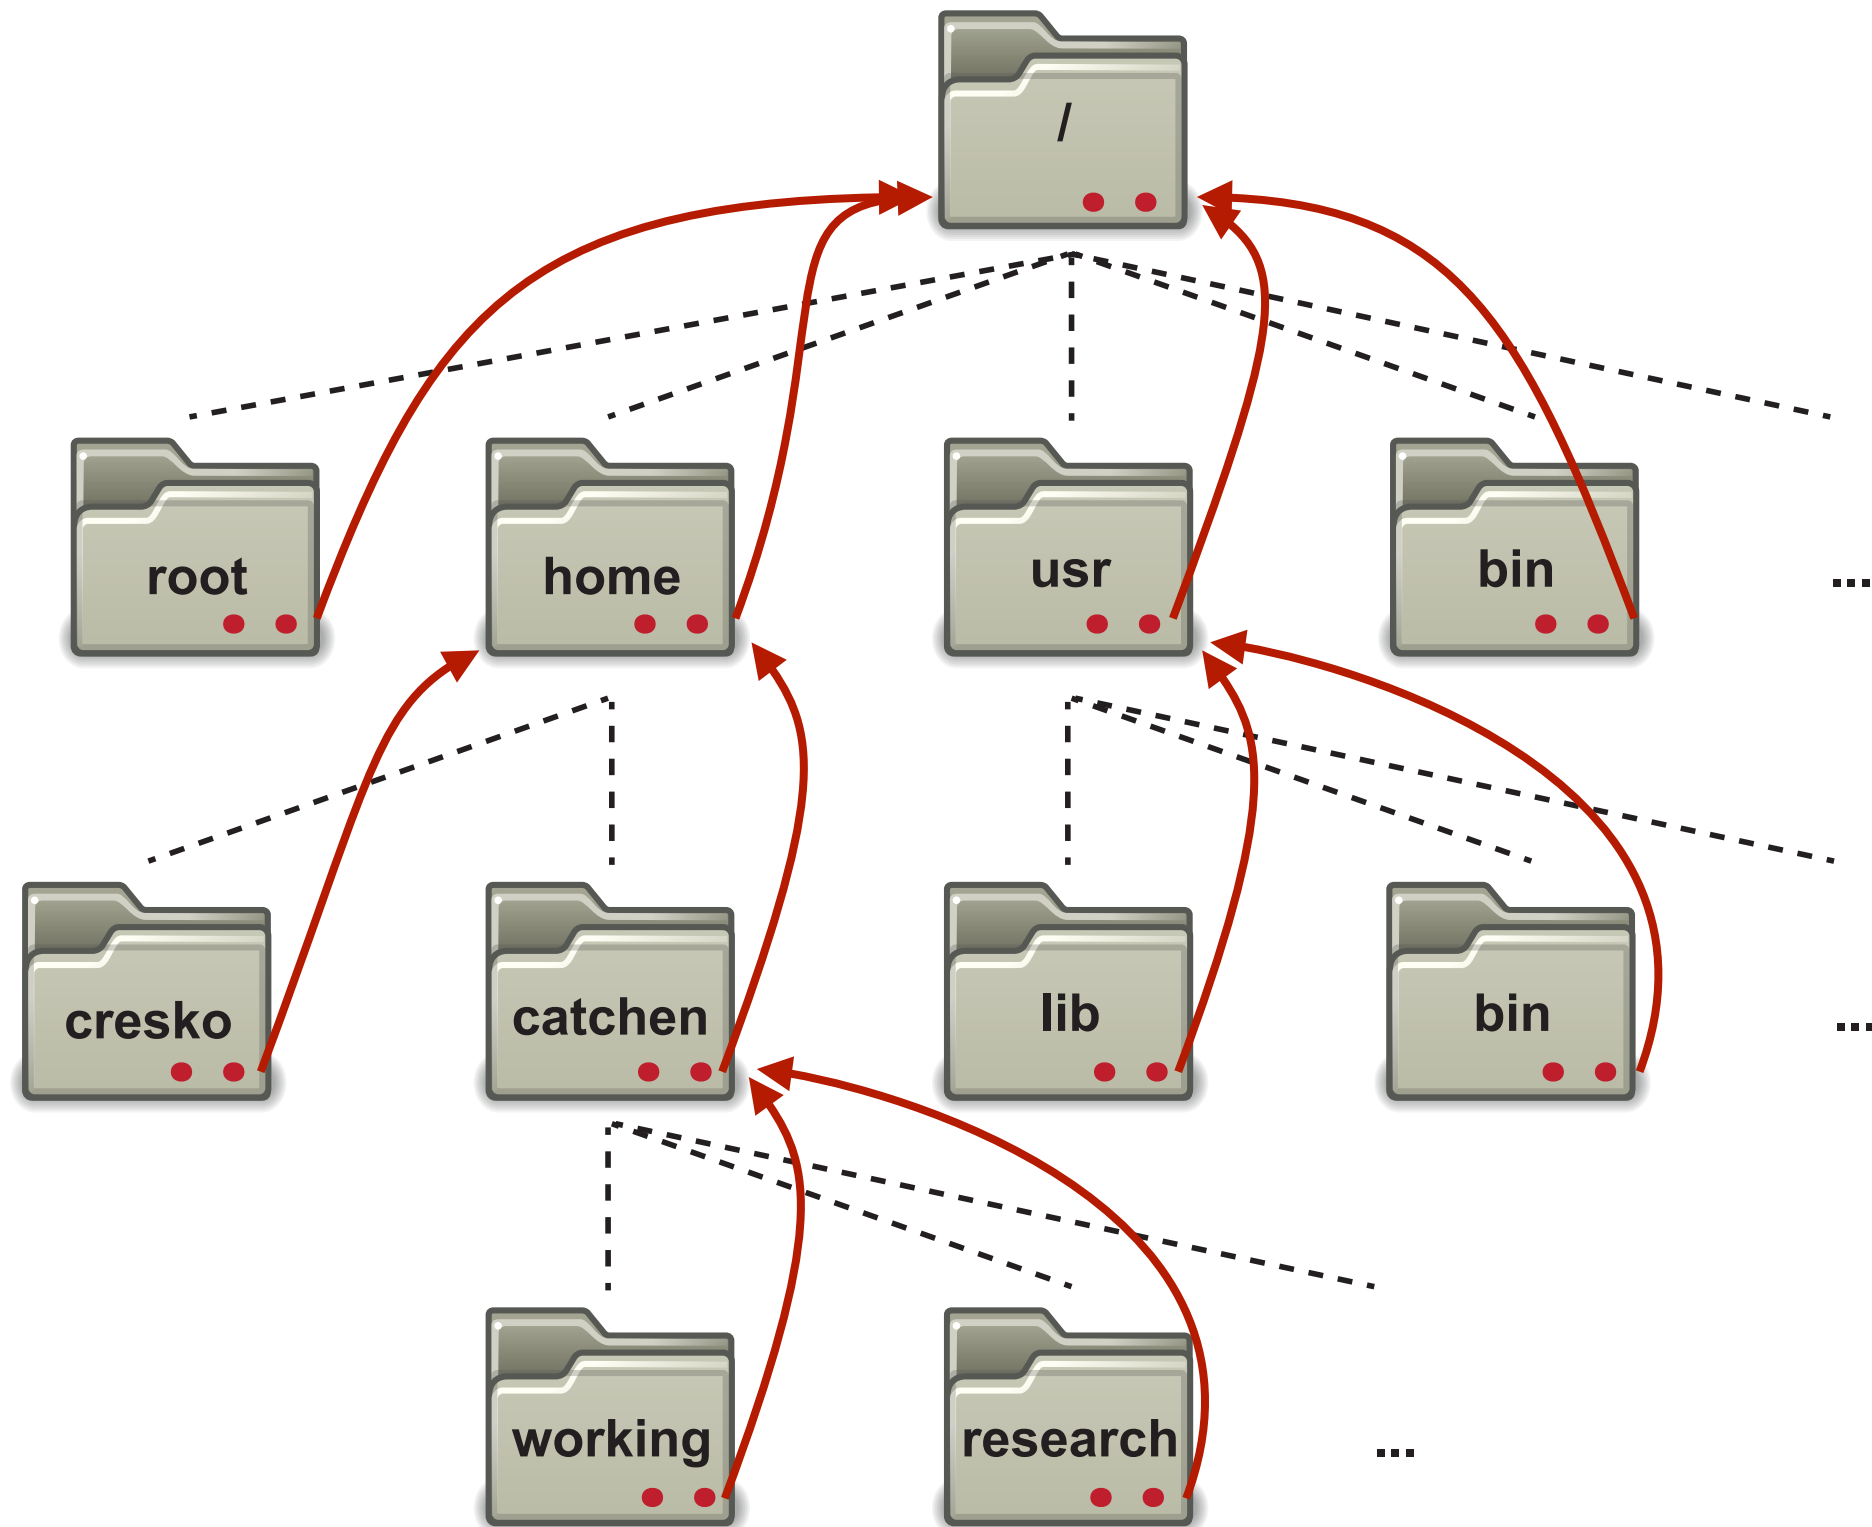 /
root
home
usr
bin
...
cresko
catchen
lib
bin
...
working
research
...